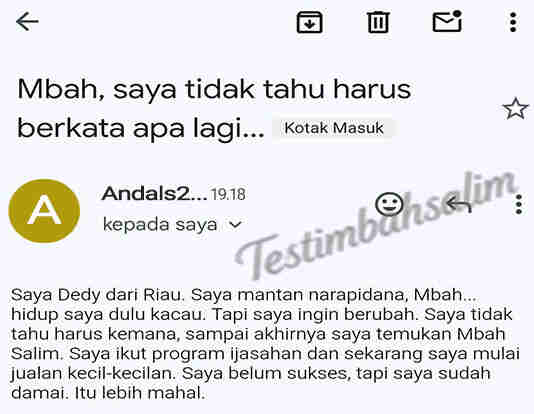 Mbah, saya tidak tahu harus
berkata apa lagi... Kotak Masuk
A
Andals2... 19.18
kepada saya
Testimbahsalim
Saya Dedy dari Riau. Saya mantan narapidana, Mbah...
hidup saya dulu kacau. Tapi saya ingin berubah. Saya tidak
tahu harus kemana, sampai akhirnya saya temukan Mbah
Salim. Saya ikut program ijasahan dan sekarang saya mulai
jualan kecil-kecilan. Saya belum sukses, tapi saya sudah
damai. Itu lebih mahal.